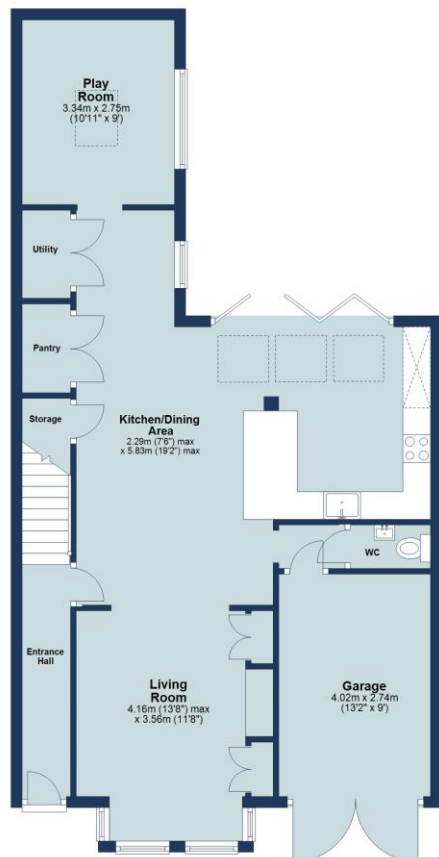 Play
Room
3.34m x 2.75m
(10'11" x 9')
Utility
Pantry
Storage
Kitchen/Dining
Area
2.29m (7'6") max
x 5.83m (19'2") max
WC
Entrance
Hall
Living
Room
4.16m (13'8") max
x 3.56m (11'8")
Garage
4.02m x 2.74m
(13'2" x 9')